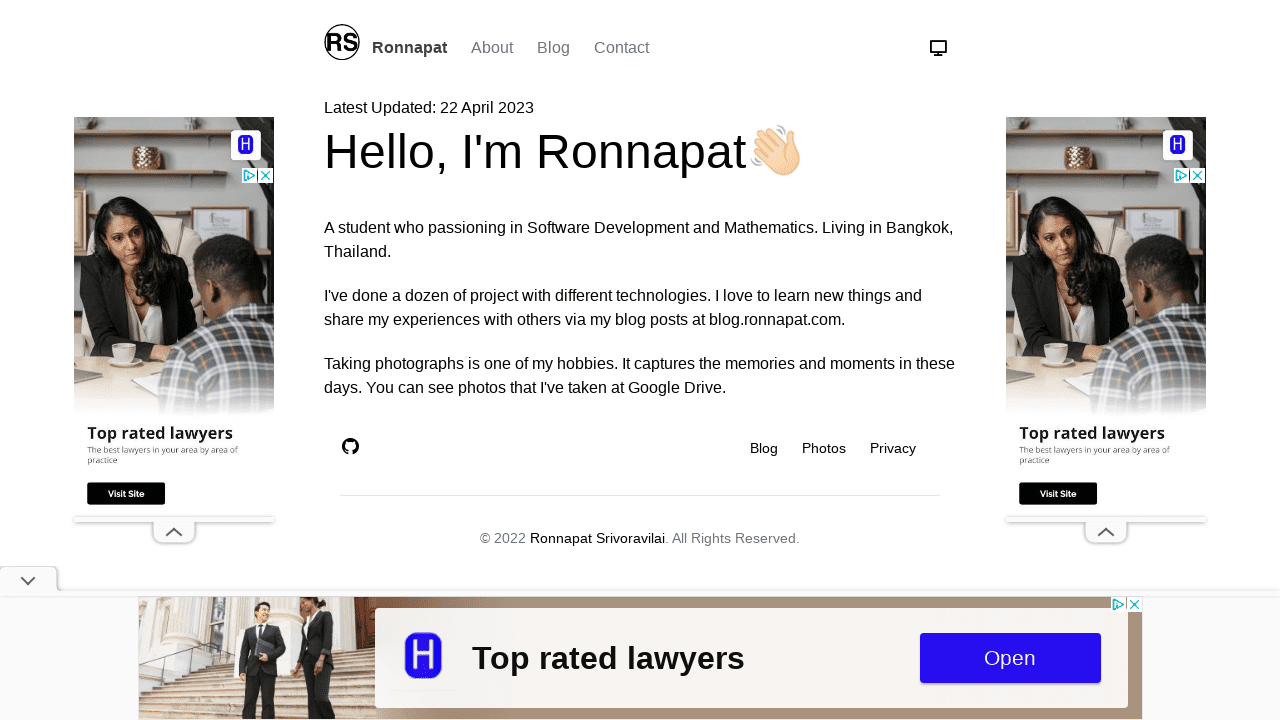 RS
Ronnapat About Blog Contact
Latest Updated: 22 April 2023
Hello, I'm Ronnapat👋🏻
A student who passioning in Software Development and Mathematics. Living in Bangkok,
Thailand.
I've done a dozen of project with different technologies. I love to learn new things and
share my experiences with others via my blog posts at blog.ronnapat.com.
Taking photographs is one of my hobbies. It captures the memories and moments in these
days. You can see photos that I've taken at Google Drive.
Blog Photos Privacy
© 2022 Ronnapat Srivoravilai. All Rights Reserved.
H
Top rated lawyers
The best lawyers in your area by area of
practice
Visit Site
H
Top rated lawyers
The best lawyers in your area by area of
practice
Visit Site
H
Top rated lawyers
Open